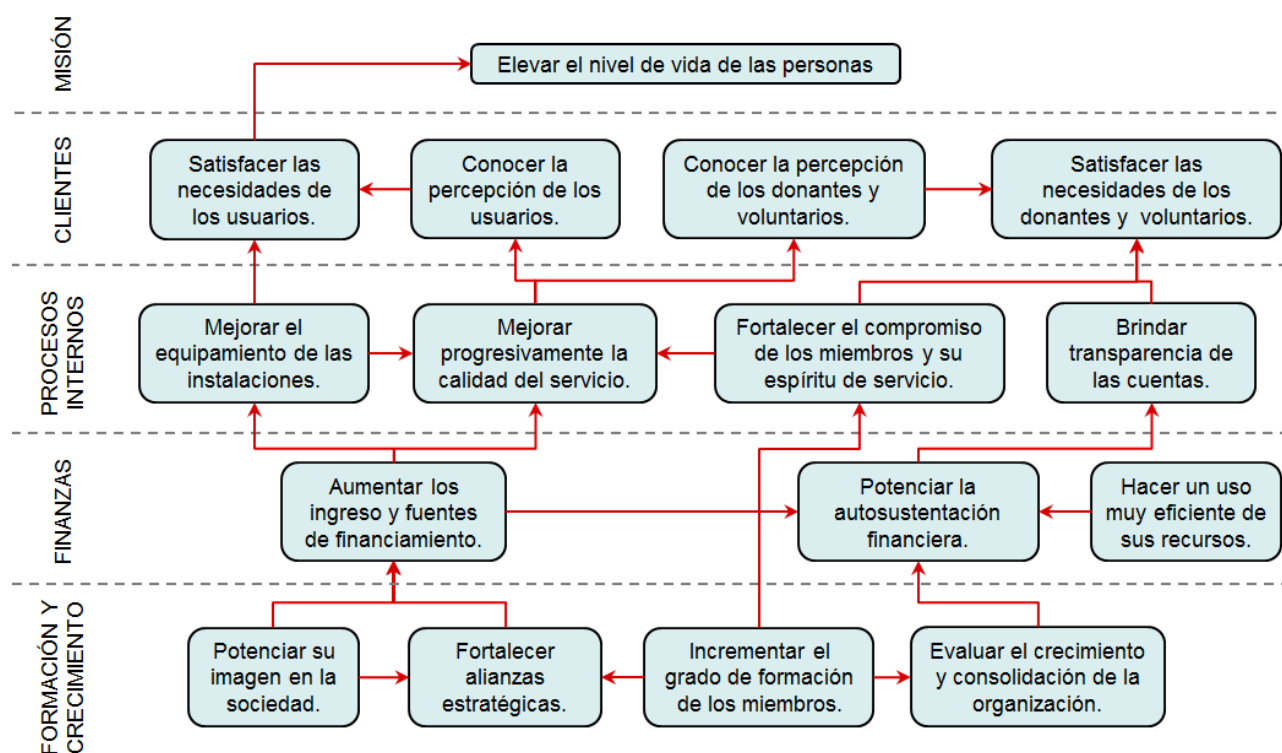 MISIÓN
Elevar el nivel de vida de las personas
CLIENTES
Satisfacer las
necesidades de
los usuarios.
Conocer la
percepción de los
usuarios.
Conocer la percepción
de los donantes y
voluntarios.
Satisfacer las
necesidades de los
donantes y voluntarios.
PROCESOS
INTERNOS
Mejorar el
equipamiento de las
instalaciones.
Mejorar
progresivamente la
calidad del servicio.
Fortalecer el compromiso
de los miembros y su
espíritu de servicio.
Brindar
transparencia de
las cuentas.
FINANZAS
Aumentar los
ingreso y fuentes
de financiamiento.
Potenciar la
autosustentación
financiera.
Hacer un uso
muy eficiente de
sus recursos.
FORMACIÓN Y
CRECIMIENTO
Potenciar su
imagen en la
sociedad.
Fortalecer
alianzas
estratégicas.
Incrementar el
grado de formación
de los miembros.
Evaluar el crecimiento
y consolidación de la
organización.